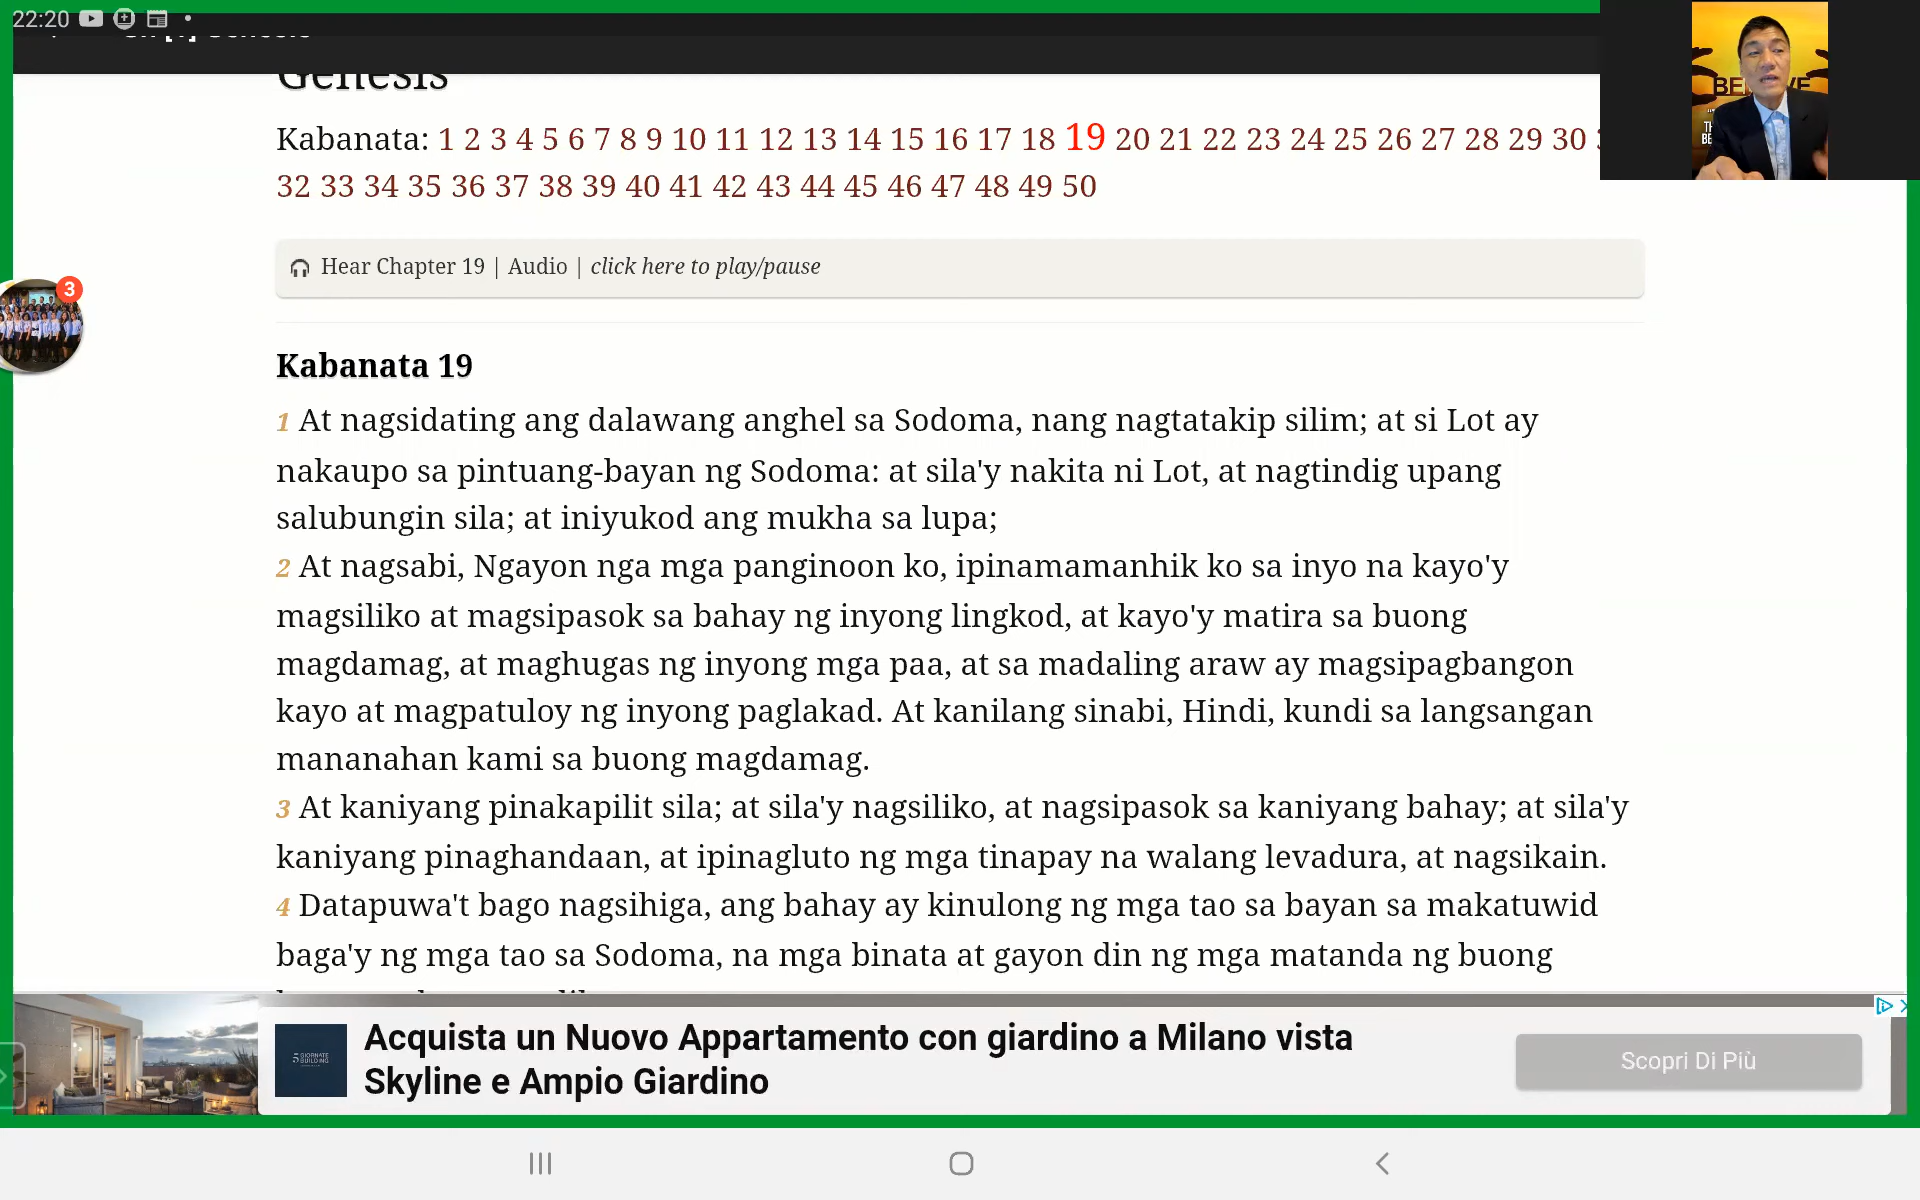 22:20
Genesis
Kabanata: 1 2 3 4 5 6 7 8 9 10 11 12 13 14 15 16 17 18 19 20 21 22 23 24 25 26 27 28 29 30
32 33 34 35 36 37 38 39 40 41 42 43 44 45 46 47 48 49 50
Hear Chapter 19 | Audio | click here to play/pause
3
Kabanata 19
1 At nagsidating ang dalawang anghel sa Sodoma, nang nagtatakip silim; at si Lot ay
nakaupo sa pintuang-bayan ng Sodoma: at sila'y nakita ni Lot, at nagtindig upang
salubungin sila; at iniyukod ang mukha sa lupa;
2 At nagsabi, Ngayon nga mga panginoon ko, ipinamamanhik ko sa inyo na kayo'y
magsiliko at magsipasok sa bahay ng inyong lingkod, at kayo'y matira sa buong
magdamag, at maghugas ng inyong mga paa, at sa madaling araw ay magsipagbangon
kayo at magpatuloy ng inyong paglakad. At kanilang sinabi, Hindi, kundi sa langsangan
mananahan kami sa buong magdamag.
3 At kaniyang pinakapilit sila; at sila'y nagsiliko, at nagsipasok sa kaniyang bahay; at sila'y
kaniyang pinaghandaan, at ipinagluto ng mga tinapay na walang levadura, at nagsikain.
4 Datapuwa't bago nagsihiga, ang bahay ay kinulong ng mga tao sa bayan sa makatuwid
baga'y ng mga tao sa Sodoma, na mga binata at gayon din ng mga matanda ng buong
5 GIORNATE
BUILDING
Acquista un Nuovo Appartamento con giardino a Milano vista
Skyline e Ampio Giardino
Scopri Di Più